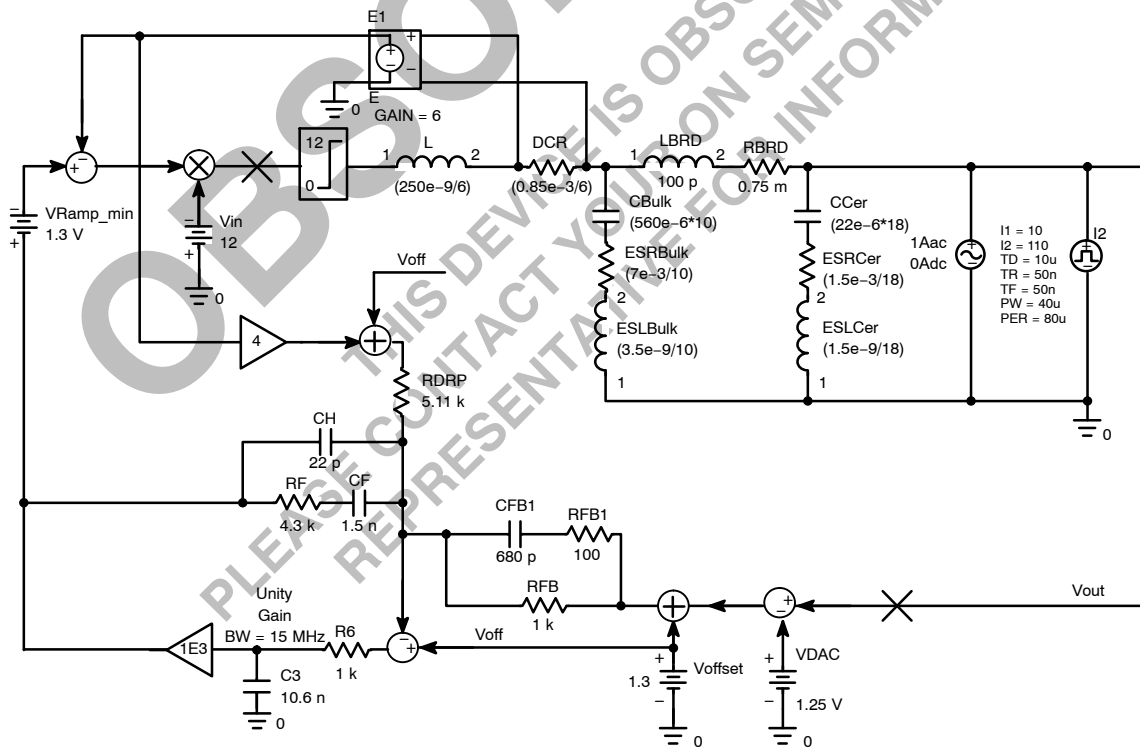 E1
+
+
−
−
E
0
GAIN = 6
12
0
L
1
2
(250e−9/6)
DCR
(0.85e−3/6)
LBRD
1
2
100 p
RBRD
0.75 m
−
+
VRamp_min
1.3 V
−
+
−
Vin
12
+
0
CBulk
(560e−6*10)
ESRBulk
(7e−3/10)
2
ESLBulk
(3.5e−9/10)
1
CCer
(22e−6*18)
ESRCer
(1.5e−3/18)
2
ESLCer
(1.5e−9/18)
1
1Aac
0Adc
I1 = 10
I2 = 110
TD = 10u
TR = 50n
TF = 50n
PW = 40u
PER = 80u
I2
0
Voff
4
RDRP
5.11 k
CH
22 p
RF
4.3 k
CF
1.5 n
CFB1
680 p
RFB1
100
RFB
1 k
Unity
Gain
BW = 15 MHz
1E3
R6
1 k
C3
10.6 n
0
−
+
Voff
+
Voffset
1.3
−
0
+
−
VDAC
+
1.25 V
−
0
Vout
THIS DEVICE IS OBSO
PLEASE CONTACT YOUR ON SEM
REPRESENTATIVE FOR INFORM